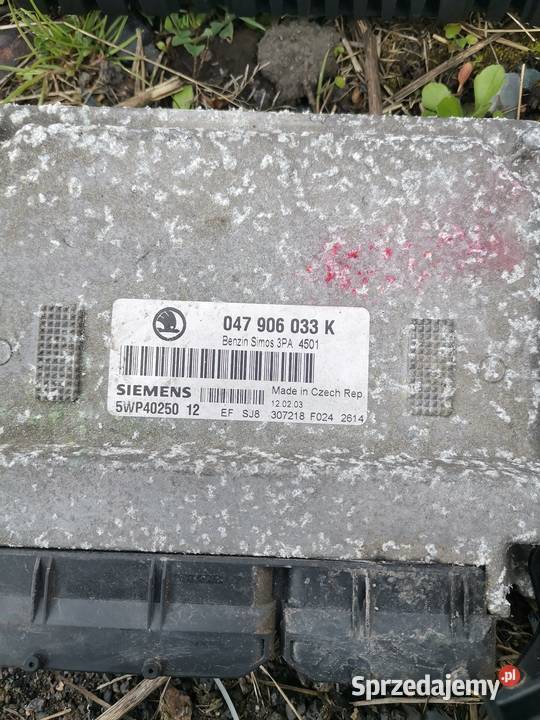 047 906 033 K
Benzin Simos 3PA 4501
SIEMENS
Made in Czech Rep.
12.02.03
5WP40250 12
EF SJ8 307218 F024 2614
Sprzedajemy.pl